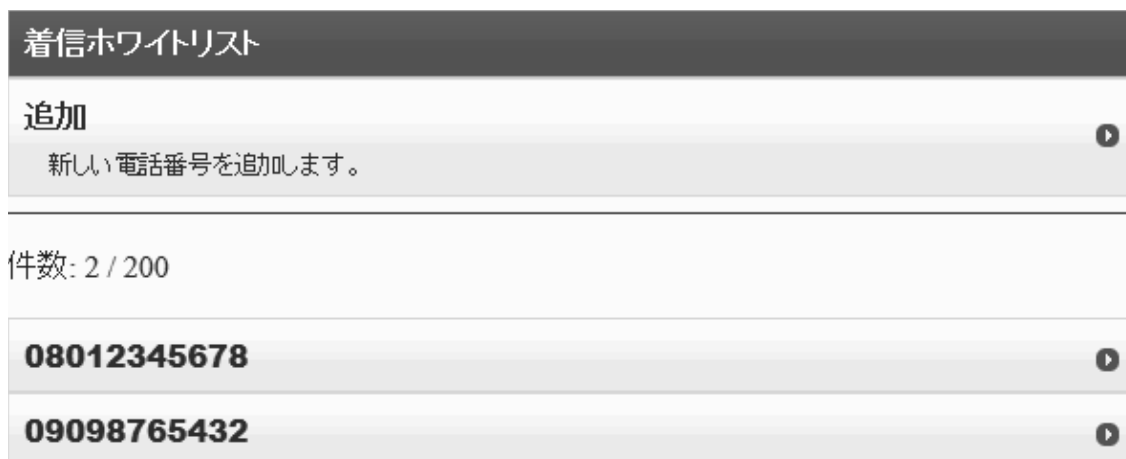 着信ホワイトリスト
追加
新しい電話番号を追加します。
件数: 2 / 200
08012345678
09098765432